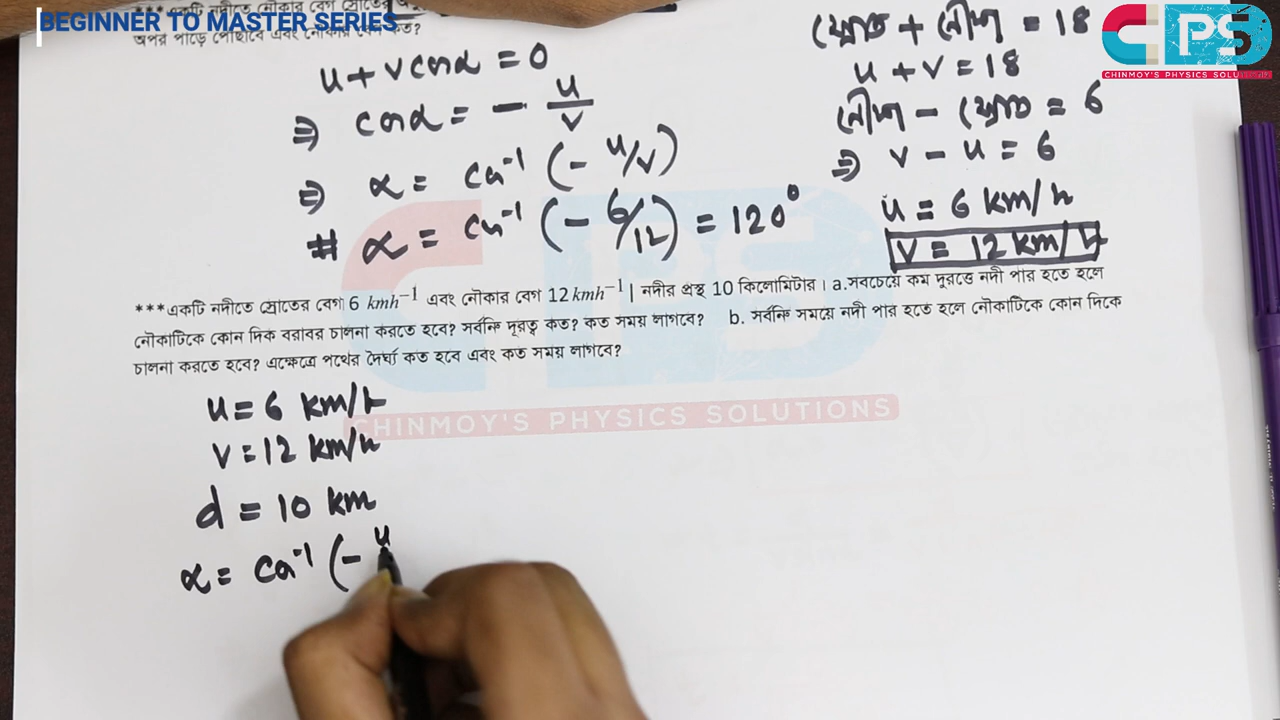 *** একটি নদীতে নৌকার বেগ স্রোতের
BEGINNER TO MASTER SERIES
অপর পাড়ে পৌঁছাবে এবং নৌকার বেগ কত?
u + v cosα = 0
⇒ cosα = - u/v
⇒ α = cos⁻¹ (- u/v)
# α = cos⁻¹ (- 6/12) = 120°
স্রোত + নৌকা = 18
u + v = 18
নৌকা - স্রোত = 6
⇒ v - u = 6
u = 6 km/h
v = 12 km/h
CPS
CHINMOY'S PHYSICS SOLUTIONS
***একটি নদীতে স্রোতের বেগ 6 kmh⁻¹ এবং নৌকার বেগ 12 kmh⁻¹ | নদীর প্রস্থ 10 কিলোমিটার। a.সবচেয়ে কম দূরত্বে নদী পার হতে হলে
নৌকাটিকে কোন দিক বরাবর চালনা করতে হবে? সর্বনিম্ন দূরত্ব কত? কত সময় লাগবে? b. সর্বনিম্ন সময়ে নদী পার হতে হলে নৌকাটিকে কোন দিকে
চালনা করতে হবে? এক্ষেত্রে পথের দৈর্ঘ্য কত হবে এবং কত সময় লাগবে?
CHINMOY'S PHYSICS SOLUTIONS
u = 6 km/h
v = 12 km/h
d = 10 km
α = cos⁻¹ (- u